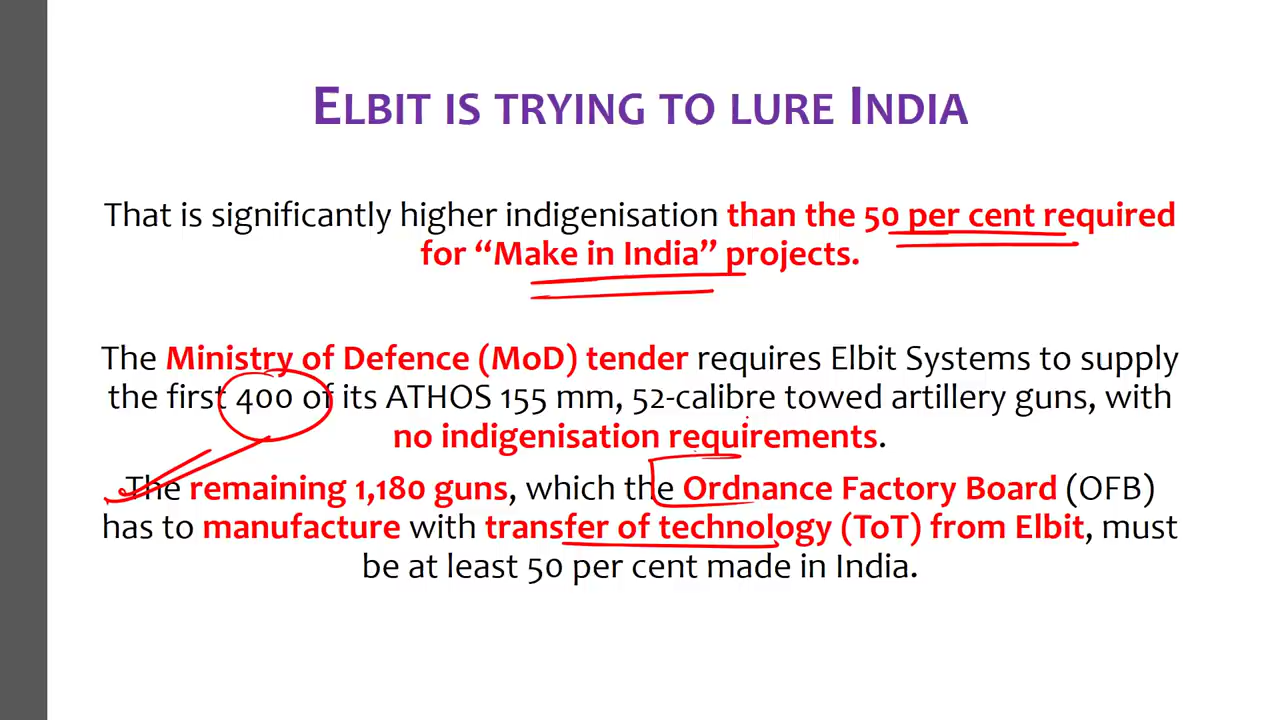 ELBIT IS TRYING TO LURE INDIA
That is significantly higher indigenisation than the 50 per cent required
for “Make in India” projects.
The Ministry of Defence (MoD) tender requires Elbit Systems to supply
the first 400 of its ATHOS 155 mm, 52-calibre towed artillery guns, with
no indigenisation requirements.
The remaining 1,180 guns, which the Ordnance Factory Board (OFB)
has to manufacture with transfer of technology (ToT) from Elbit, must
be at least 50 per cent made in India.